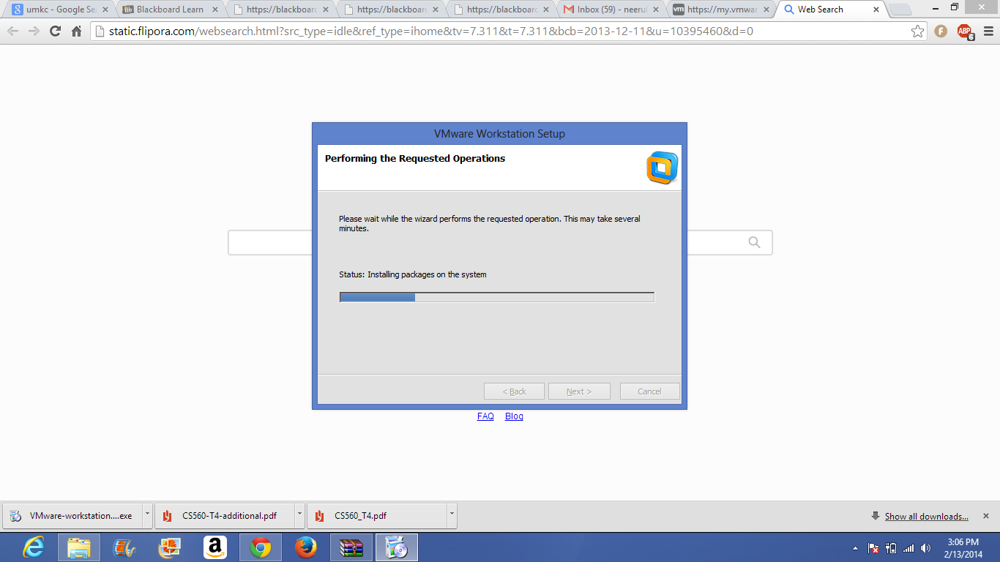 umkc - Google Se
Blackboard Learn
https://blackboard
https://blackboard
https://blackboard
Inbox (59) - neerul
https://my.vmwar
Web Search
static.flipora.com/websearch.html?src_type=idle&ref_type=ihome&tv=7.311&t=7.311&bcb=2013-12-11&u=10395460&d=0
F
ABP
6
VMware Workstation Setup
Performing the Requested Operations
Please wait while the wizard performs the requested operation. This may take several
minutes.
Status: Installing packages on the system
< Back
Next >
Cancel
FAQ
Blog
VMware-workstation....exe
CS560-T4-additional.pdf
CS560_T4.pdf
Show all downloads...
3:06 PM
2/13/2014